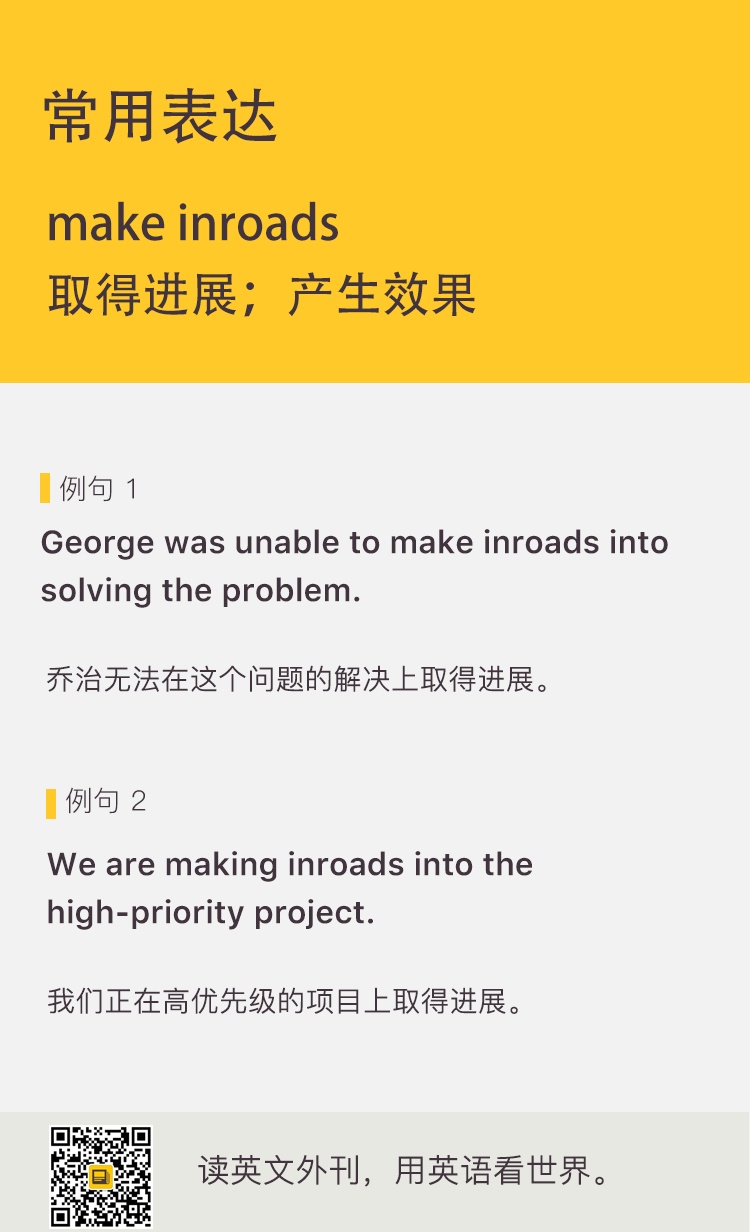 常用表达
make inroads
取得进展；产生效果
例句 1
George was unable to make inroads into
solving the problem.
乔治无法在这个问题的解决上取得进展。
例句 2
We are making inroads into the
high-priority project.
我们正在高优先级的项目上取得进展。
读英文外刊，用英语看世界。